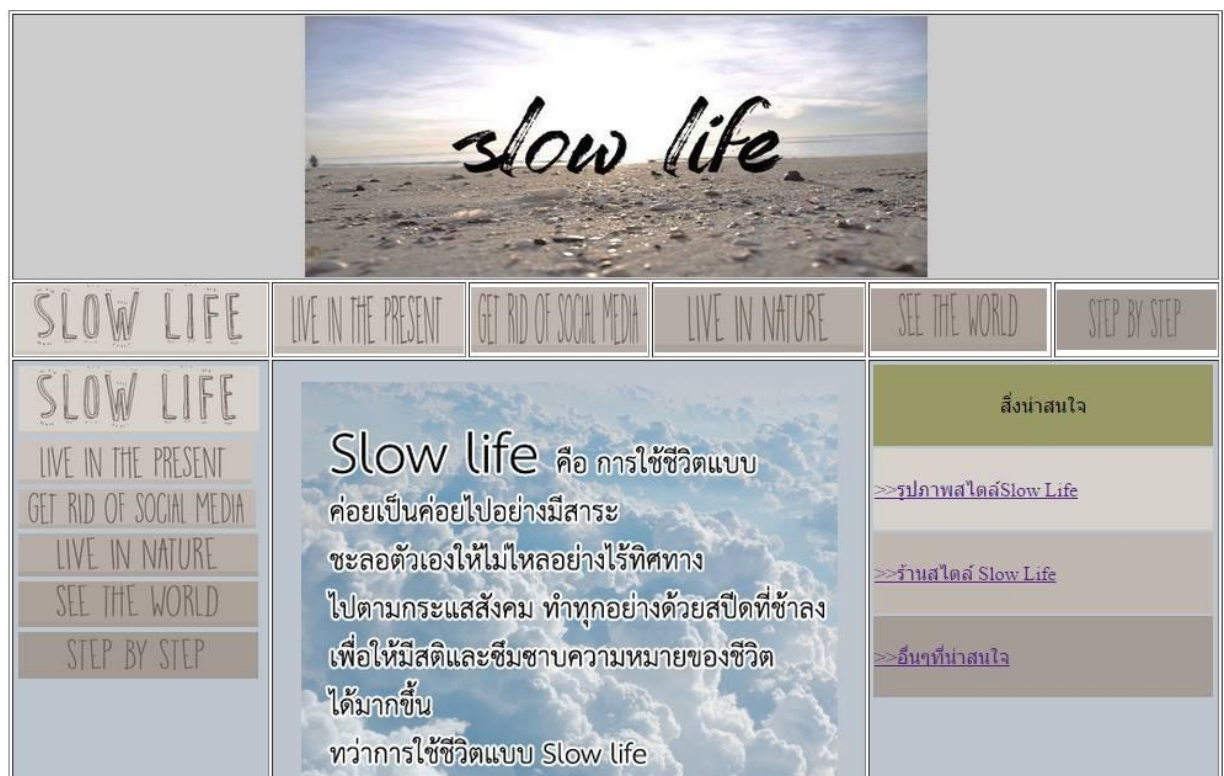 slow life
SLOW LIFE
LIVE IN THE PRESENT
GET RID OF SOCIAL MEDIA
LIVE IN NATURE
SEE THE WORLD
STEP BY STEP
SLOW LIFE
LIVE IN THE PRESENT
GET RID OF SOCIAL MEDIA
LIVE IN NATURE
SEE THE WORLD
STEP BY STEP
Slow life คือ การใช้ชีวิตแบบ
ค่อยเป็นค่อยไปอย่างมีสาระ
ชะลอตัวเองให้ไม่ไหลอย่างไร้ทิศทาง
ไปตามกระแสสังคม ทำทุกอย่างด้วยสปีดที่ช้าลง
เพื่อให้มีสติและซึมซาบความหมายของชีวิต
ได้มากขึ้น
ทว่าการใช้ชีวิตแบบ Slow life
สิ่งน่าสนใจ
>>รูปภาพสไตล์Slow Life
>>ร้านสไตล์ Slow Life
>>อื่นๆที่น่าสนใจ